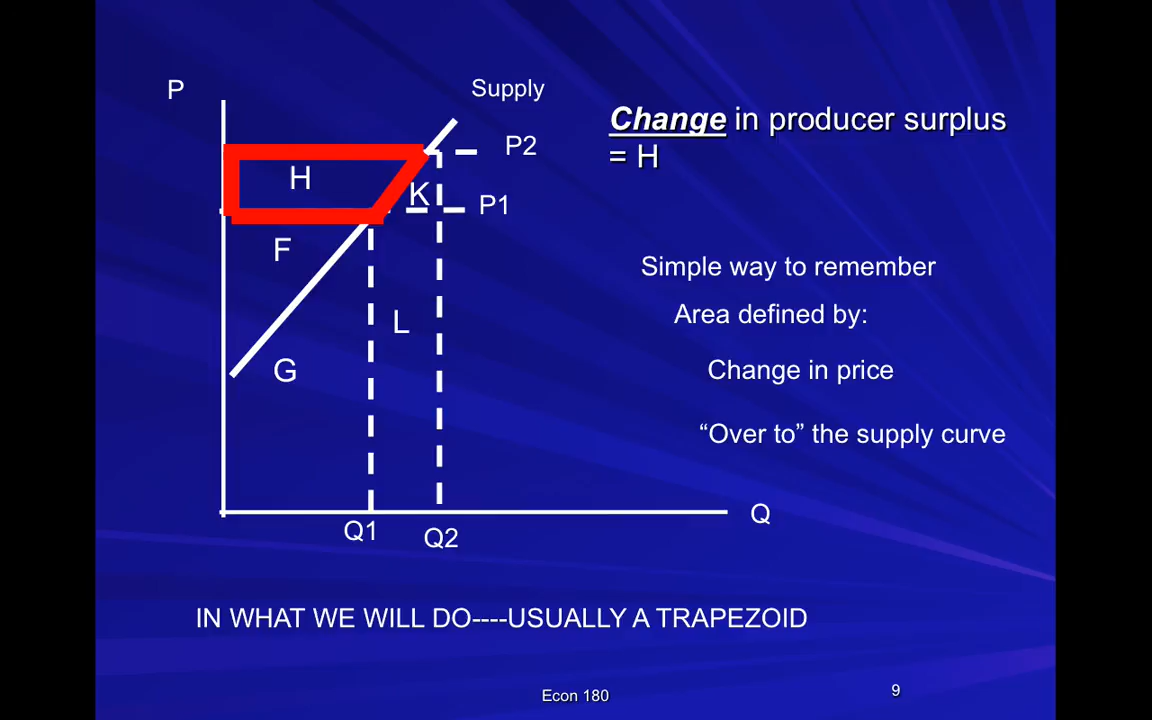 P
Supply
Change in producer surplus
= H
P2
H
K
P1
F
Simple way to remember
Area defined by:
L
G
Change in price
“Over to” the supply curve
Q
Q1
Q2
IN WHAT WE WILL DO----USUALLY A TRAPEZOID
Econ 180
9